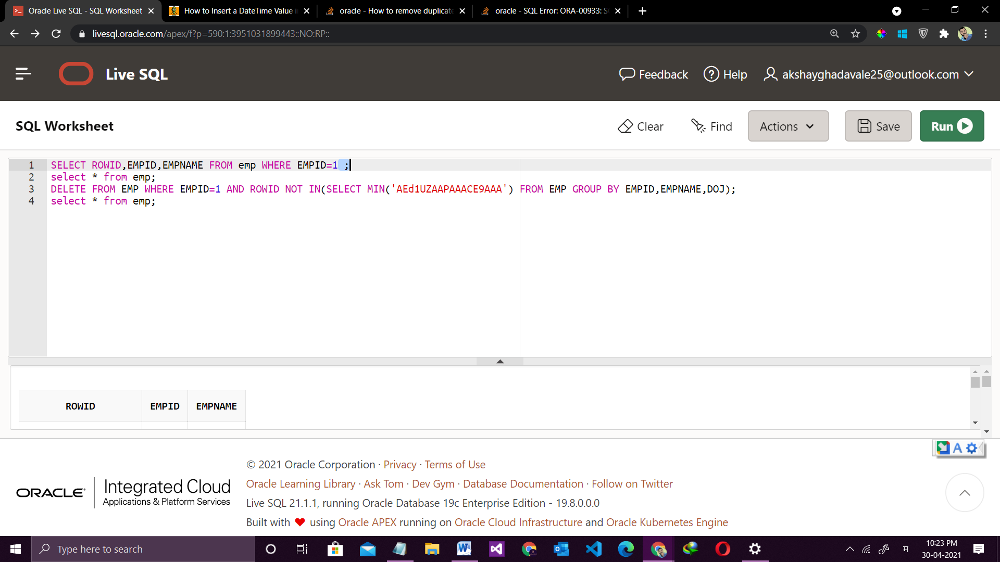 Oracle Live SQL - SQL Worksheet
How to Insert a DateTime Value i
oracle - How to remove duplicate
oracle - SQL Error: ORA-00933: S
livesql.oracle.com/apex/f?p=590:1:3951031899443::NO:RP::
Live SQL
Feedback
? Help
akshayghadavale25@outlook.com
SQL Worksheet
Clear
Find
Actions
Save
Run
1 SELECT ROWID,EMPID,EMPNAME FROM emp WHERE EMPID=1 ;
2 select * from emp;
3 DELETE FROM EMP WHERE EMPID=1 AND ROWID NOT IN(SELECT MIN('AEd1UZAAPAAACE9AAA') FROM EMP GROUP BY EMPID,EMPNAME,DOJ);
4 select * from emp;
ROWID EMPID EMPNAME
A
© 2021 Oracle Corporation · Privacy · Terms of Use
Oracle Learning Library · Ask Tom · Dev Gym · Database Documentation · Follow on Twitter
Live SQL 21.1.1, running Oracle Database 19c Enterprise Edition - 19.8.0.0.0
Built with ❤ using Oracle APEX running on Oracle Cloud Infrastructure and Oracle Kubernetes Engine
ORACLE®
Integrated Cloud
Applications & Platform Services
Type here to search
म
10:23 PM
30-04-2021